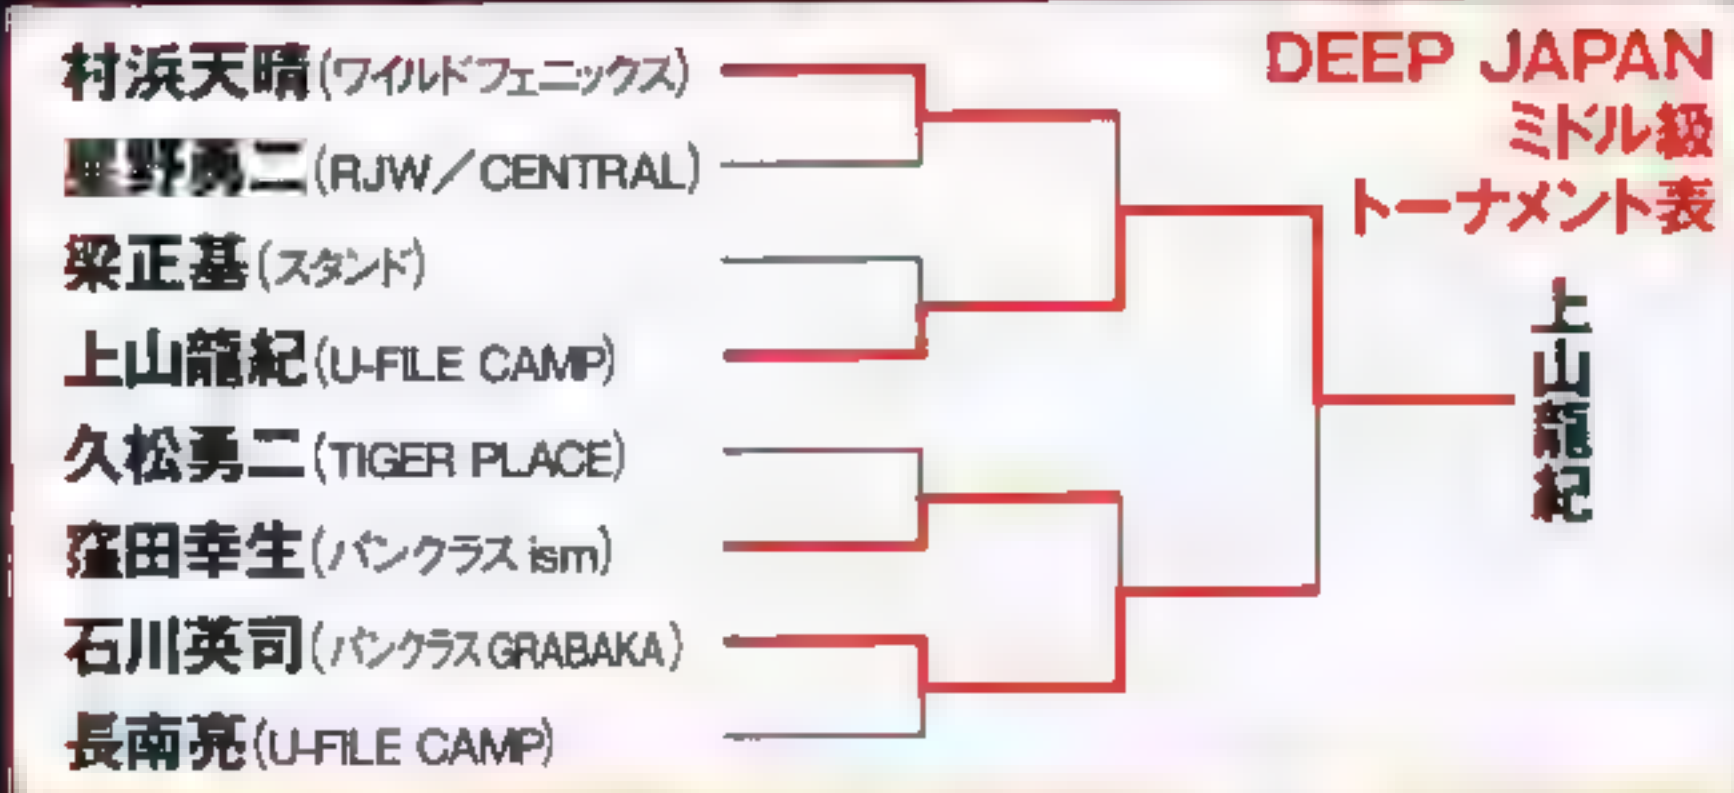 村浜天晴(ワイルドフェニックス)
星野勇二(RJW／CENTRAL)
梁正基(スタンド)
上山龍紀(U-FILE CAMP)
久松勇二(TIGER PLACE)
窪田幸生(パンクラスism)
石川英司(パンクラスGRABAKA)
長南亮(U-FILE CAMP)
DEEP JAPAN
ミドル級
トーナメント表
上山龍紀